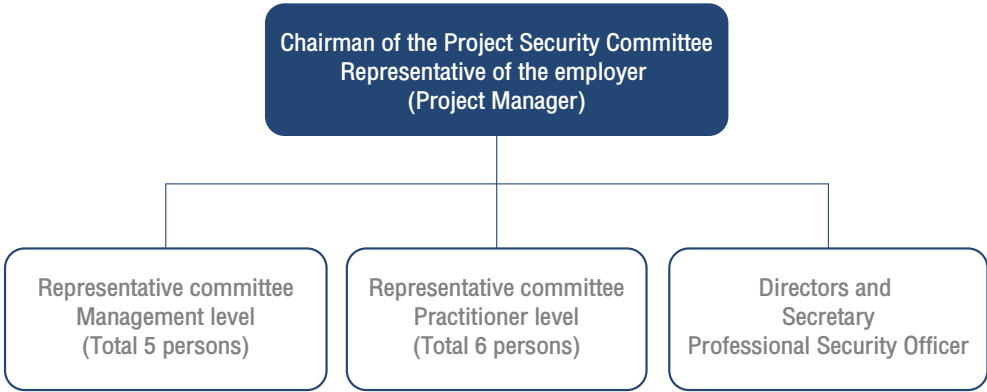 Chairman of the Project Security Committee
Representative of the employer
(Project Manager)
Representative committee
Management level
(Total 5 persons)
Representative committee
Practitioner level
(Total 6 persons)
Directors and
Secretary
Professional Security Officer